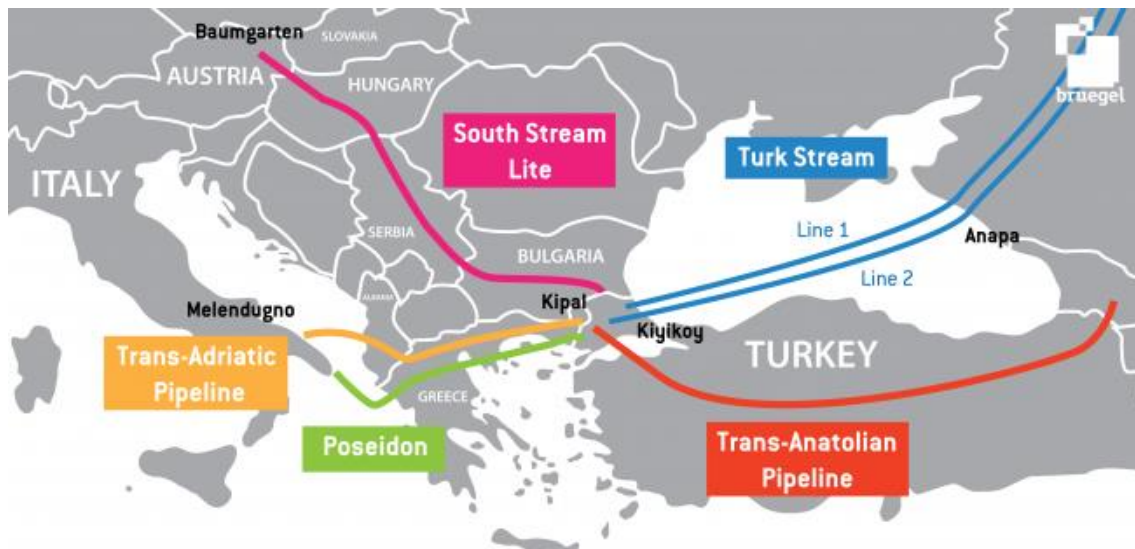 Baumgarten
SLOVAKIA
AUSTRIA
HUNGARY
bruegel
South Stream
Lite
Turk Stream
ITALY
SERBIA
Line 1
Anapa
BULGARIA
Line 2
ALBANIA
Melendugno
Kipal
Kiyikoy
Trans-Adriatic
Pipeline
TURKEY
GREECE
Poseidon
Trans-Anatolian
Pipeline